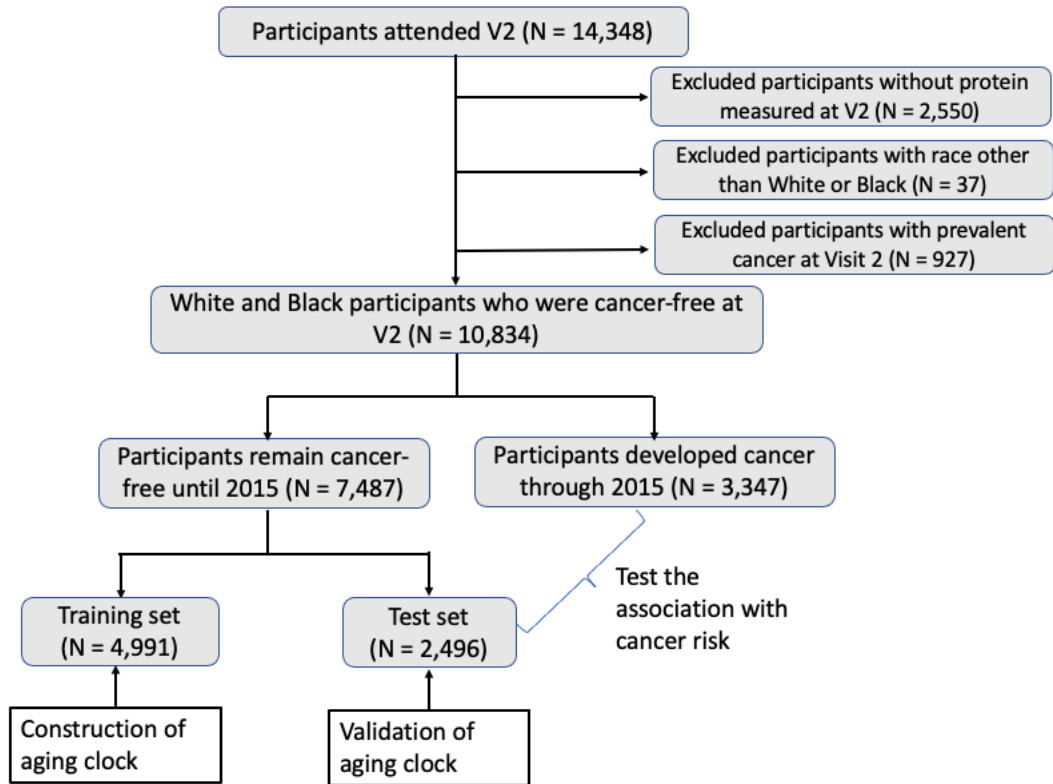 Participants attended V2 (N = 14,348)
Excluded participants without protein
measured at V2 (N = 2,550)
Excluded participants with race other
than White or Black (N = 37)
Excluded participants with prevalent
cancer at Visit 2 (N = 927)
White and Black participants who were cancer-free at
V2 (N = 10,834)
Participants remain cancer-
free until 2015 (N = 7,487)
Participants developed cancer
through 2015 (N = 3,347)
Test the
association with
cancer risk
Training set
(N = 4,991)
Test set
(N = 2,496)
Construction of
aging clock
Validation of
aging clock